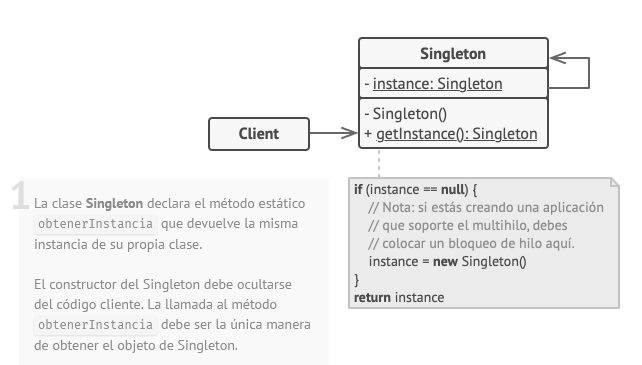 Singleton
- instance: Singleton
- Singleton()
+ getInstance(): Singleton
Client
1
La clase Singleton declara el método estático
obtenerInstancia que devuelve la misma
instancia de su propia clase.
El constructor del Singleton debe ocultarse
del código cliente. La llamada al método
obtenerInstancia debe ser la única manera
de obtener el objeto de Singleton.
if (instance == null) {
// Nota: si estás creando una aplicación
// que soporte el multihilo, debes
// colocar un bloqueo de hilo aquí.
instance = new Singleton()
}
return instance